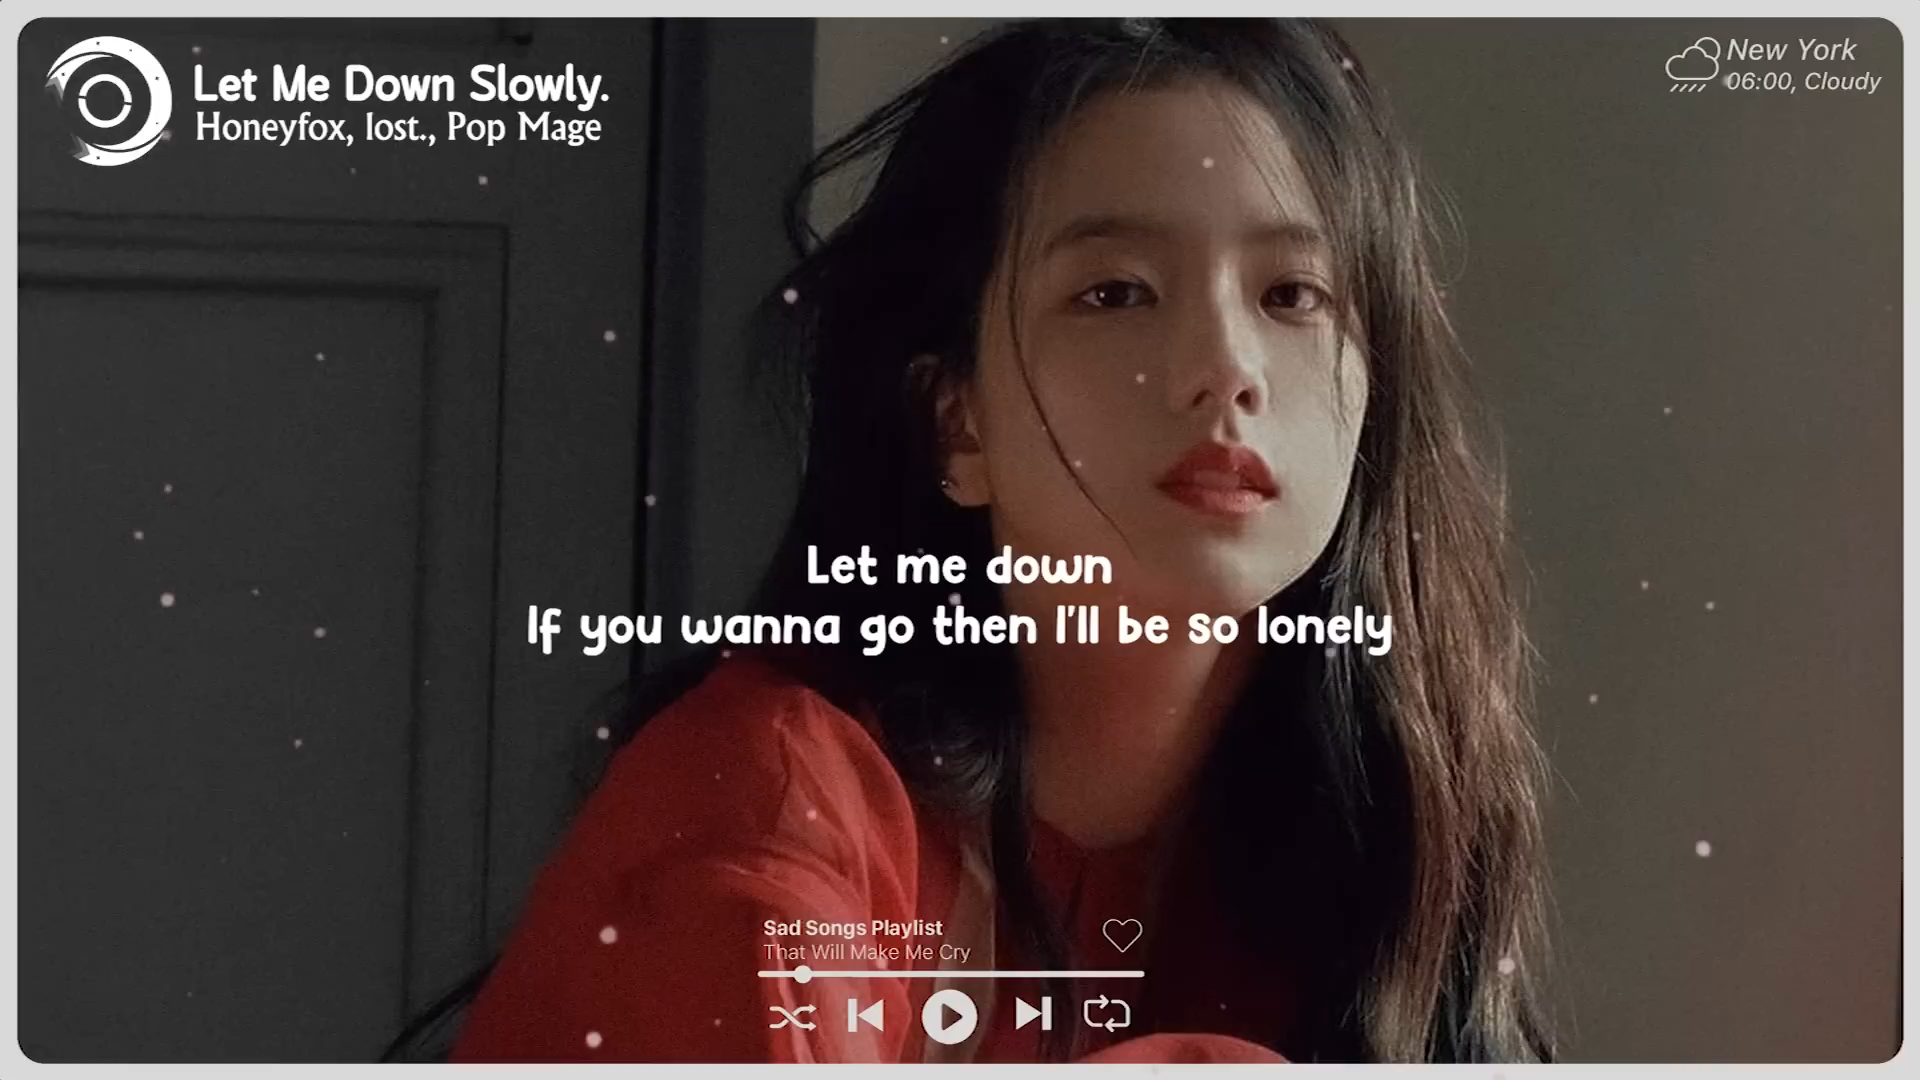 Let Me Down Slowly.
Honeyfox, lost., Pop Mage
New York
06:00, Cloudy
Let me down
If you wanna go then I'll be so lonely
Sad Songs Playlist
That Will Make Me Cry